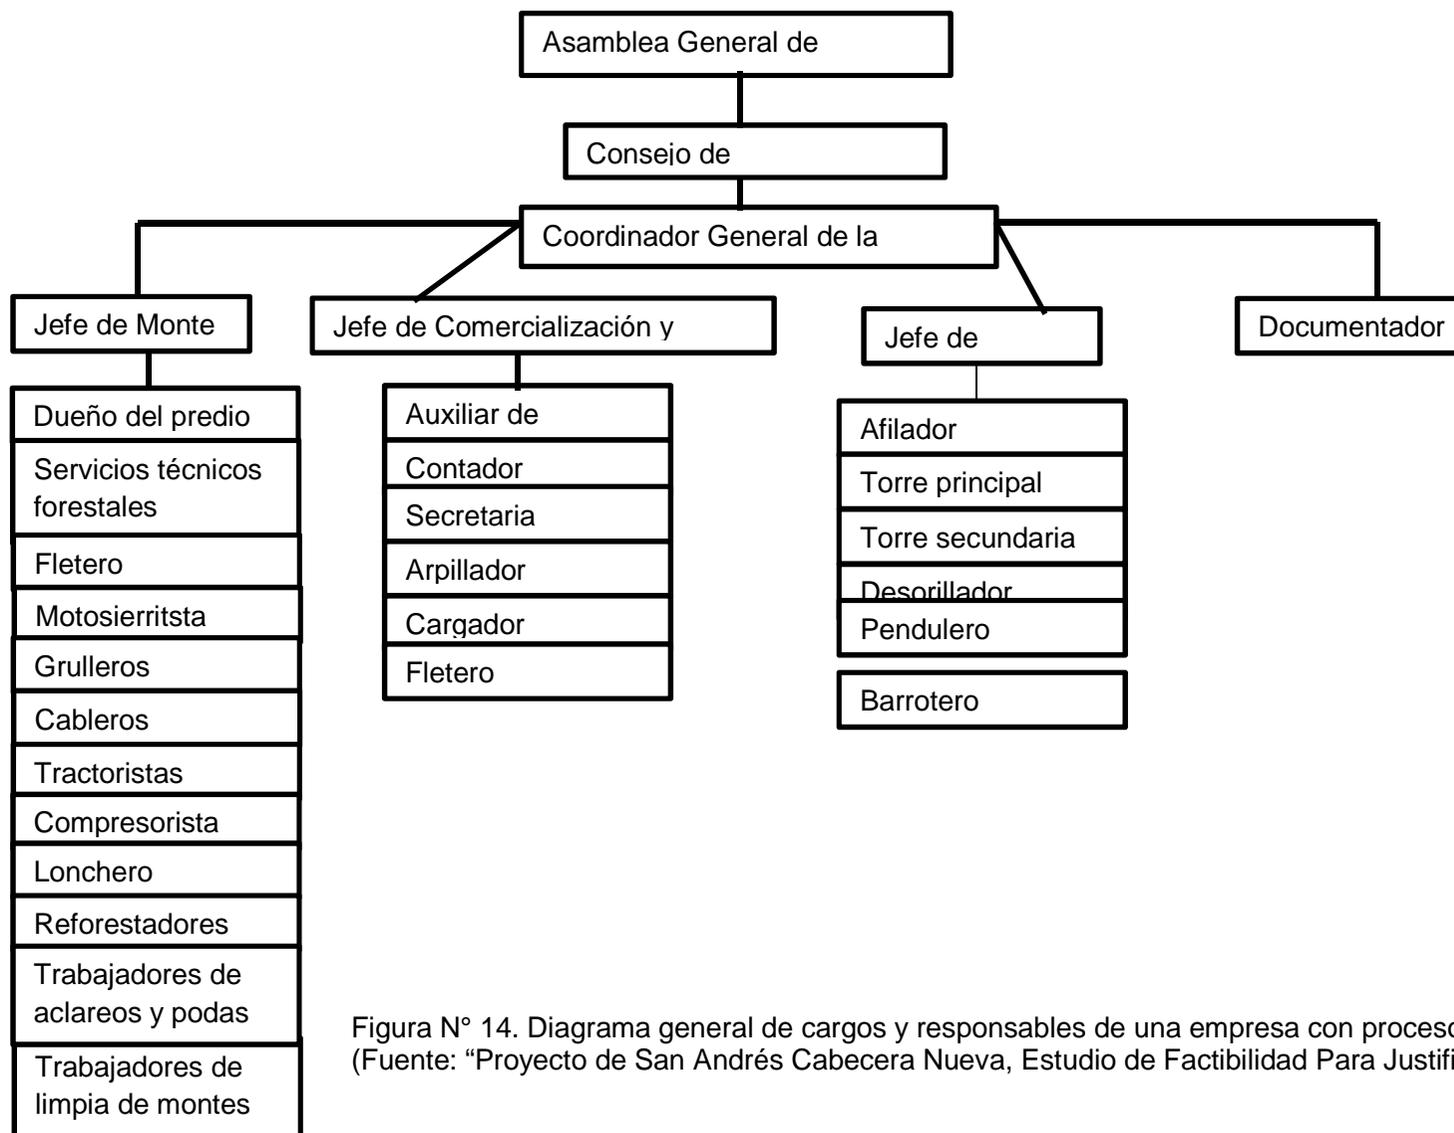 Asamblea General de
Consejo de
Coordinador General de la
Jefe de Monte
Jefe de Comercialización y
Jefe de
Documentador
Dueño del predio
Servicios técnicos
forestales
Fletero
Motosierritsta
Grulleros
Cableros
Tractoristas
Compresorista
Lonchero
Reforestadores
Trabajadores de
aclareos y podas
Trabajadores de
limpia de montes
Auxiliar de
Contador
Secretaria
Arpillador
Cargador
Fletero
Afilador
Torre principal
Torre secundaria
Desorillador
Pendulero
Barrotero
Figura N° 14. Diagrama general de cargos y responsables de una empresa con proceso
(Fuente: “Proyecto de San Andrés Cabecera Nueva, Estudio de Factibilidad Para Justifi